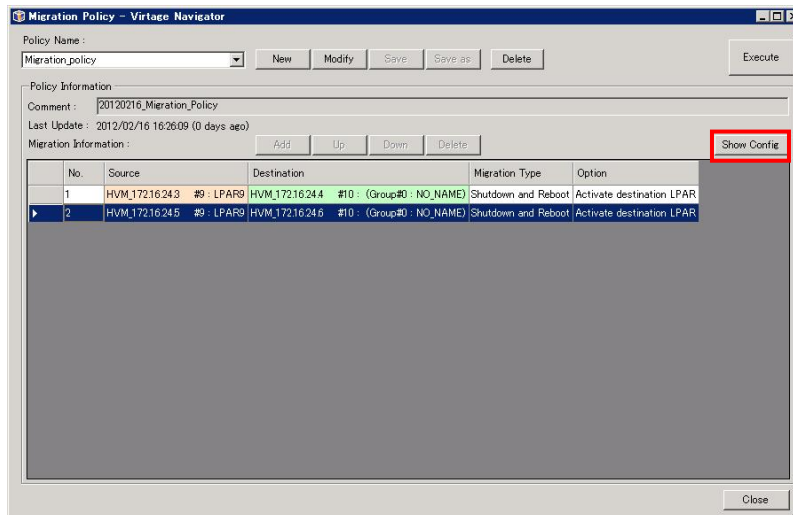 Migration Policy - Virtage Navigator
Policy Name :
Migration_policy New Modify Save Save as Delete Execute
Policy Information
Comment : 20120216_Migration_Policy
Last Update : 2012/02/16 16:26:09 (0 days ago)
Migration Information : Add Up Down Delete Show Config
No. Source Destination Migration Type Option
1 HVM_172.16.24.3 #9 : LPAR9 HVM_172.16.24.4 #10 : (Group#0 : NO_NAME) Shutdown and Reboot Activate destination LPAR
2 HVM_172.16.24.5 #9 : LPAR9 HVM_172.16.24.6 #10 : (Group#0 : NO_NAME) Shutdown and Reboot Activate destination LPAR
Close